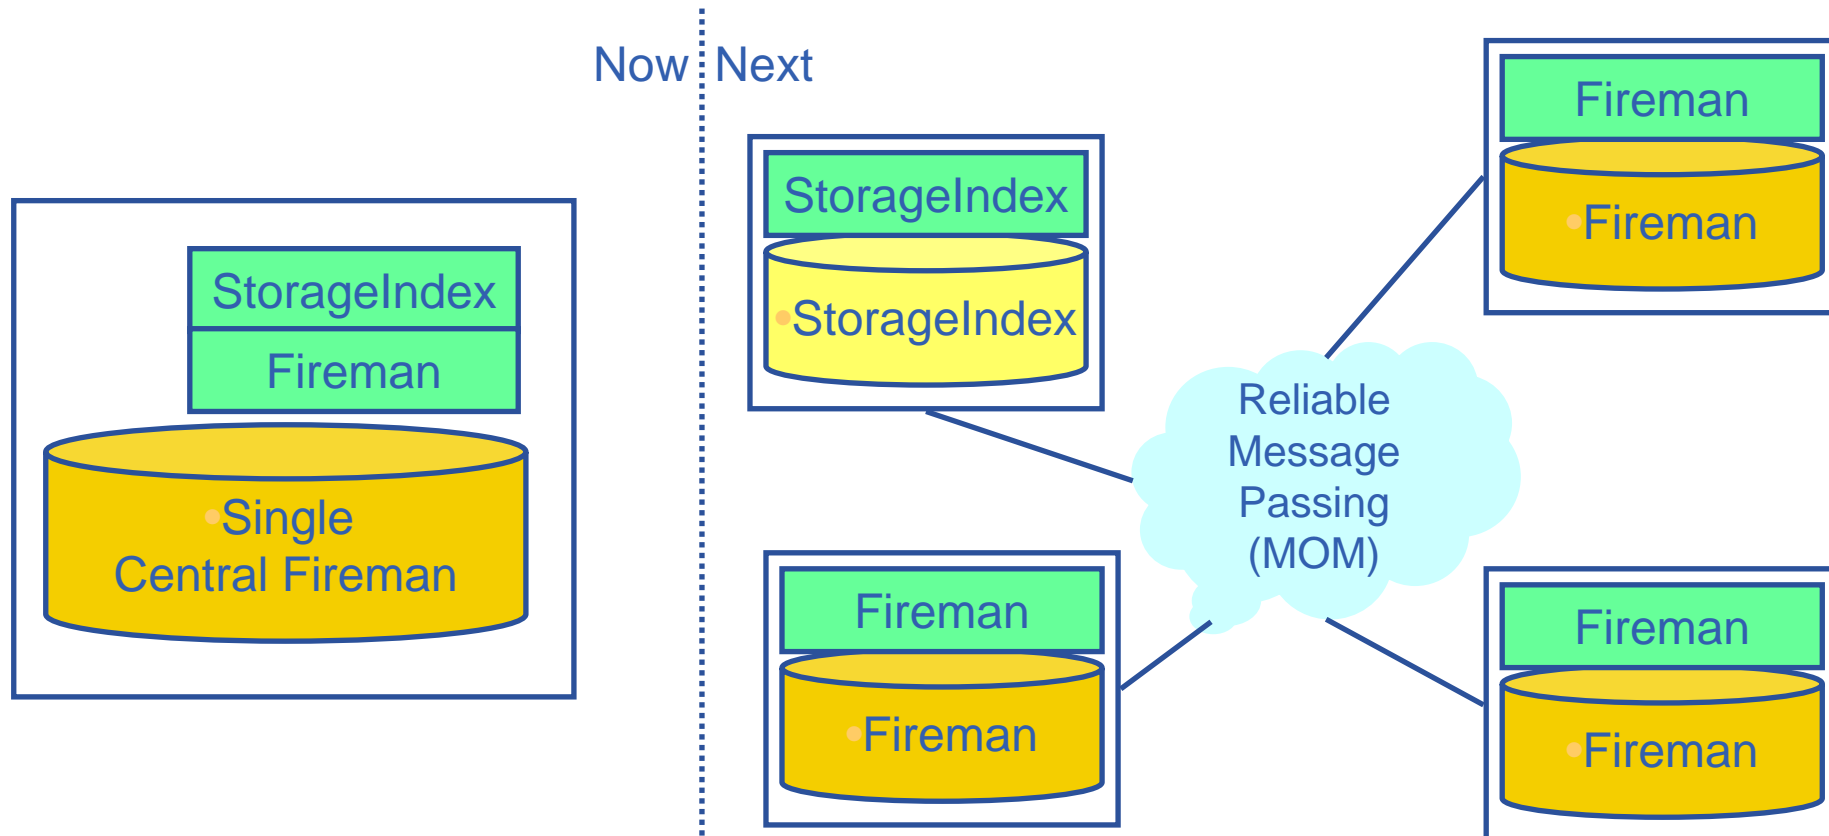 Now Next
StorageIndex
Fireman
•Single
Central Fireman
StorageIndex
•StorageIndex
Fireman
•Fireman
Reliable
Message
Passing
(MOM)
Fireman
•Fireman
Fireman
•Fireman